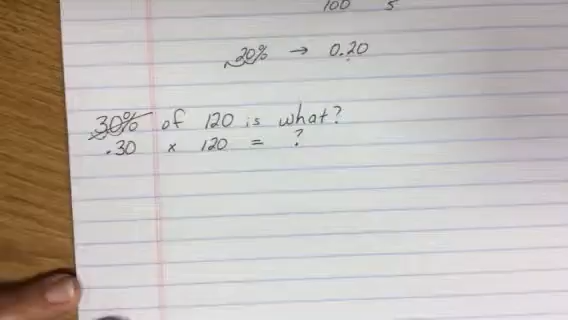 100 5
20% → 0.20
30% of 120 is what?
.30 x 120 = ?